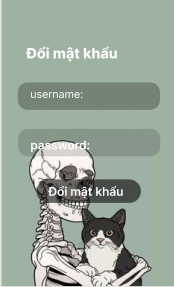 Đổi mật khẩu
username:
password:
Đổi mật khẩu